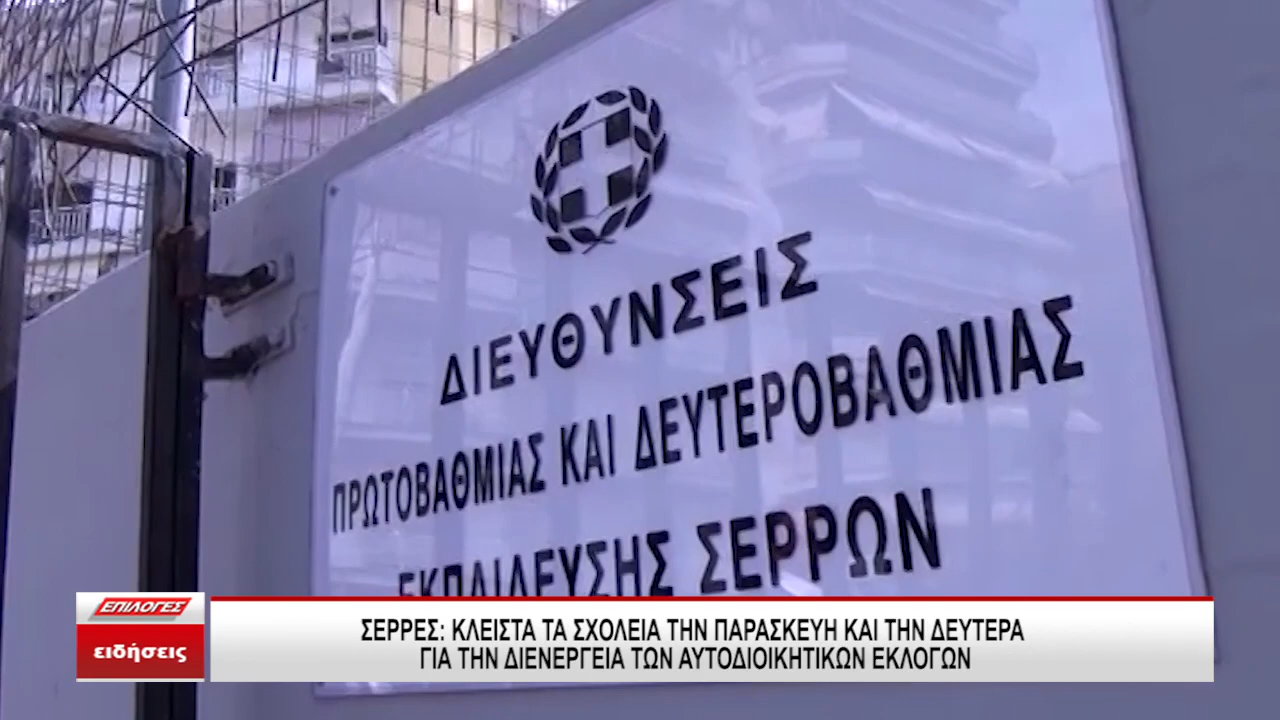 ΔΙΕΥΘΥΝΣΕΙΣ
ΠΡΩΤΟΒΑΘΜΙΑΣ ΚΑΙ ΔΕΥΤΕΡΟΒΑΘΜΙΑΣ
ΕΚΠΑΙΔΕΥΣΗΣ ΣΕΡΡΩΝ
ΕΠΙΛΟΓΕΣ
ειδήσεις
ΣΕΡΡΕΣ: ΚΛΕΙΣΤΑ ΤΑ ΣΧΟΛΕΙΑ ΤΗΝ ΠΑΡΑΣΚΕΥΗ ΚΑΙ ΤΗΝ ΔΕΥΤΕΡΑ
ΓΙΑ ΤΗΝ ΔΙΕΝΕΡΓΕΙΑ ΤΩΝ ΑΥΤΟΔΙΟΙΚΗΤΙΚΩΝ ΕΚΛΟΓΩΝ